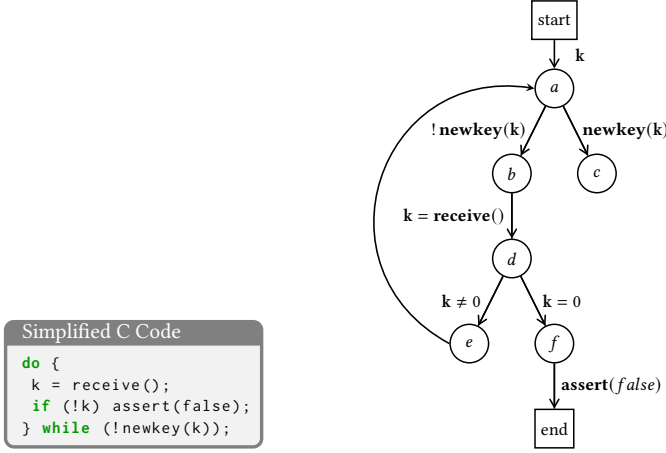 start
k
a
! newkey(k)
newkey(k)
b
c
k = receive()
d
k ≠ 0
k = 0
e
f
assert(false)
end
Simplified C Code
do {
k = receive();
if (!k) assert(false);
} while (!newkey(k));